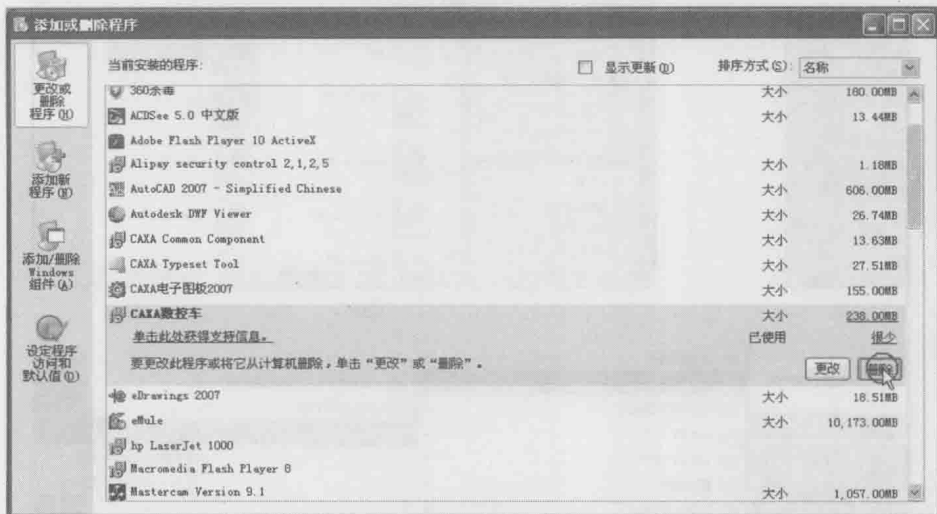 添加或删除程序
更改或
删除
程序(H)
添加新
程序(N)
添加/删除
Windows
组件(A)
设定程序
访问和
默认值(O)
当前安装的程序: 显示更新(D) 排序方式(S): 名称
360杀毒 大小 160.00MB
ACDSee 5.0 中文版 大小 13.44MB
Adobe Flash Player 10 ActiveX
Alipay security control 2,1,2,5 大小 1.18MB
AutoCAD 2007 - Simplified Chinese 大小 606.00MB
Autodesk DWF Viewer 大小 26.74MB
CAXA Common Component 大小 13.63MB
CAXA Typeset Tool 大小 27.51MB
CAXA电子图板2007 大小 155.00MB
CAXA数控车 大小 238.00MB
单击此处获得支持信息。 已使用 很少
要更改此程序或将它从计算机删除，单击“更改”或“删除”。 更改 删除
eDrawings 2007 大小 18.51MB
eMule 大小 10,173.00MB
hp LaserJet 1000
Macromedia Flash Player 8
Mastercam Version 9.1 大小 1,057.00MB